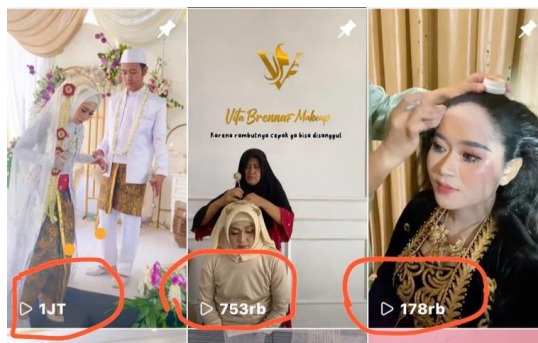 Vita Brennar Makeup
Karena rambutnya cepak ga bisa disanggul
1JT
753rb
178rb